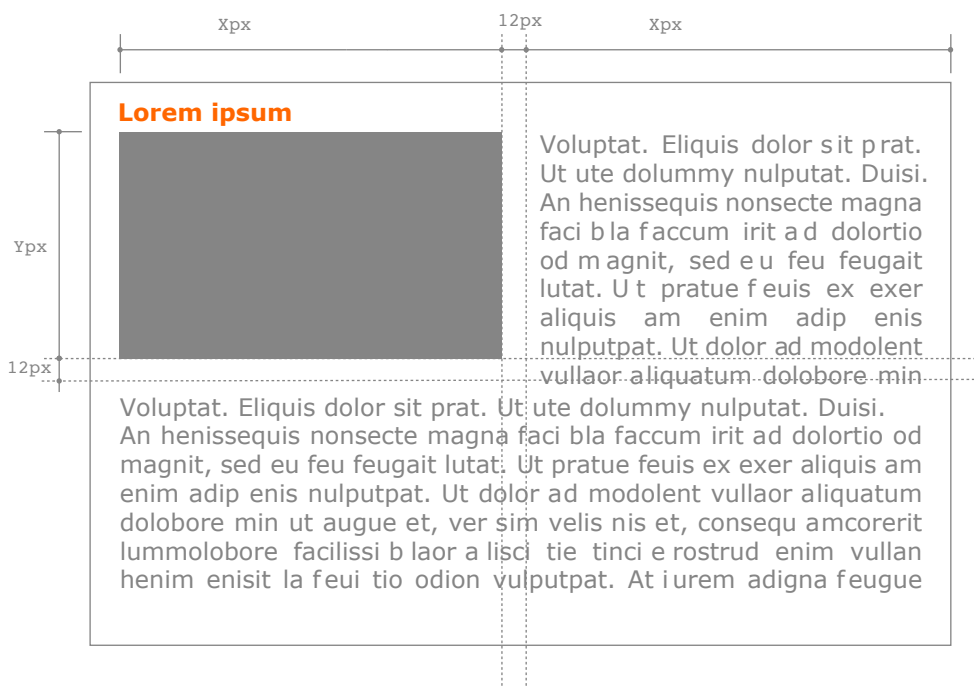 Xpx
12px
Xpx
Lorem ipsum
Ypx
12px
Voluptat. Eliquis dolor sit prat.
Ut ute dolummy nulputat. Duisi.
An henissequis nonsecte magna
faci bla faccum irit ad dolortio
od magnit, sed eu feu feugait
lutat. Ut pratue feuis ex exer
aliquis am enim adip enis
nulputpat. Ut dolor ad modolent
vullaor aliquatum dolobore min
Voluptat. Eliquis dolor sit prat. Ut ute dolummy nulputat. Duisi.
An henissequis nonsecte magna faci bla faccum irit ad dolortio od
magnit, sed eu feu feugait lutat. Ut pratue feuis ex exer aliquis am
enim adip enis nulputpat. Ut dolor ad modolent vullaor aliquatum
dolobore min ut augue et, ver sim velis nis et, consequ amcorerit
lummolobore facilissi blaor a lisci tie tinci erostrud enim vullan
henim enisit la feui tio odion vulputpat. At iurem adigna feugue